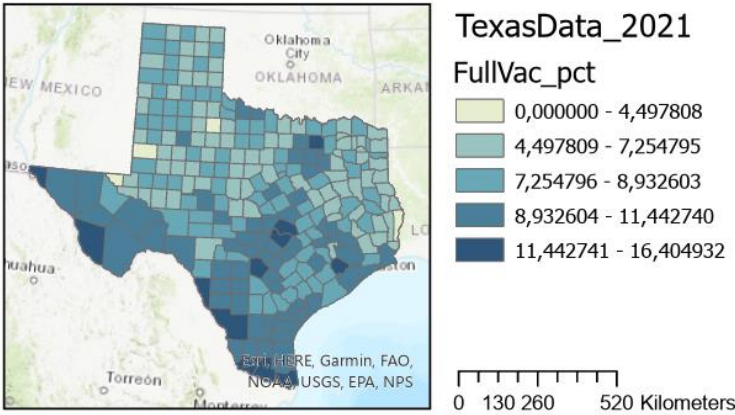 TexasData_2021
FullVac_pct
0,000000 - 4,497808
4,497809 - 7,254795
7,254796 - 8,932603
8,932604 - 11,442740
11,442741 - 16,404932
0 130 260 520 Kilometers
Oklahoma
City
OKLAHOMA
ARKAN
EW MEXICO
aso
LO
ston
huahua
Torreón
Monterrey
Esri, HERE, Garmin, FAO,
NOAA, USGS, EPA, NPS